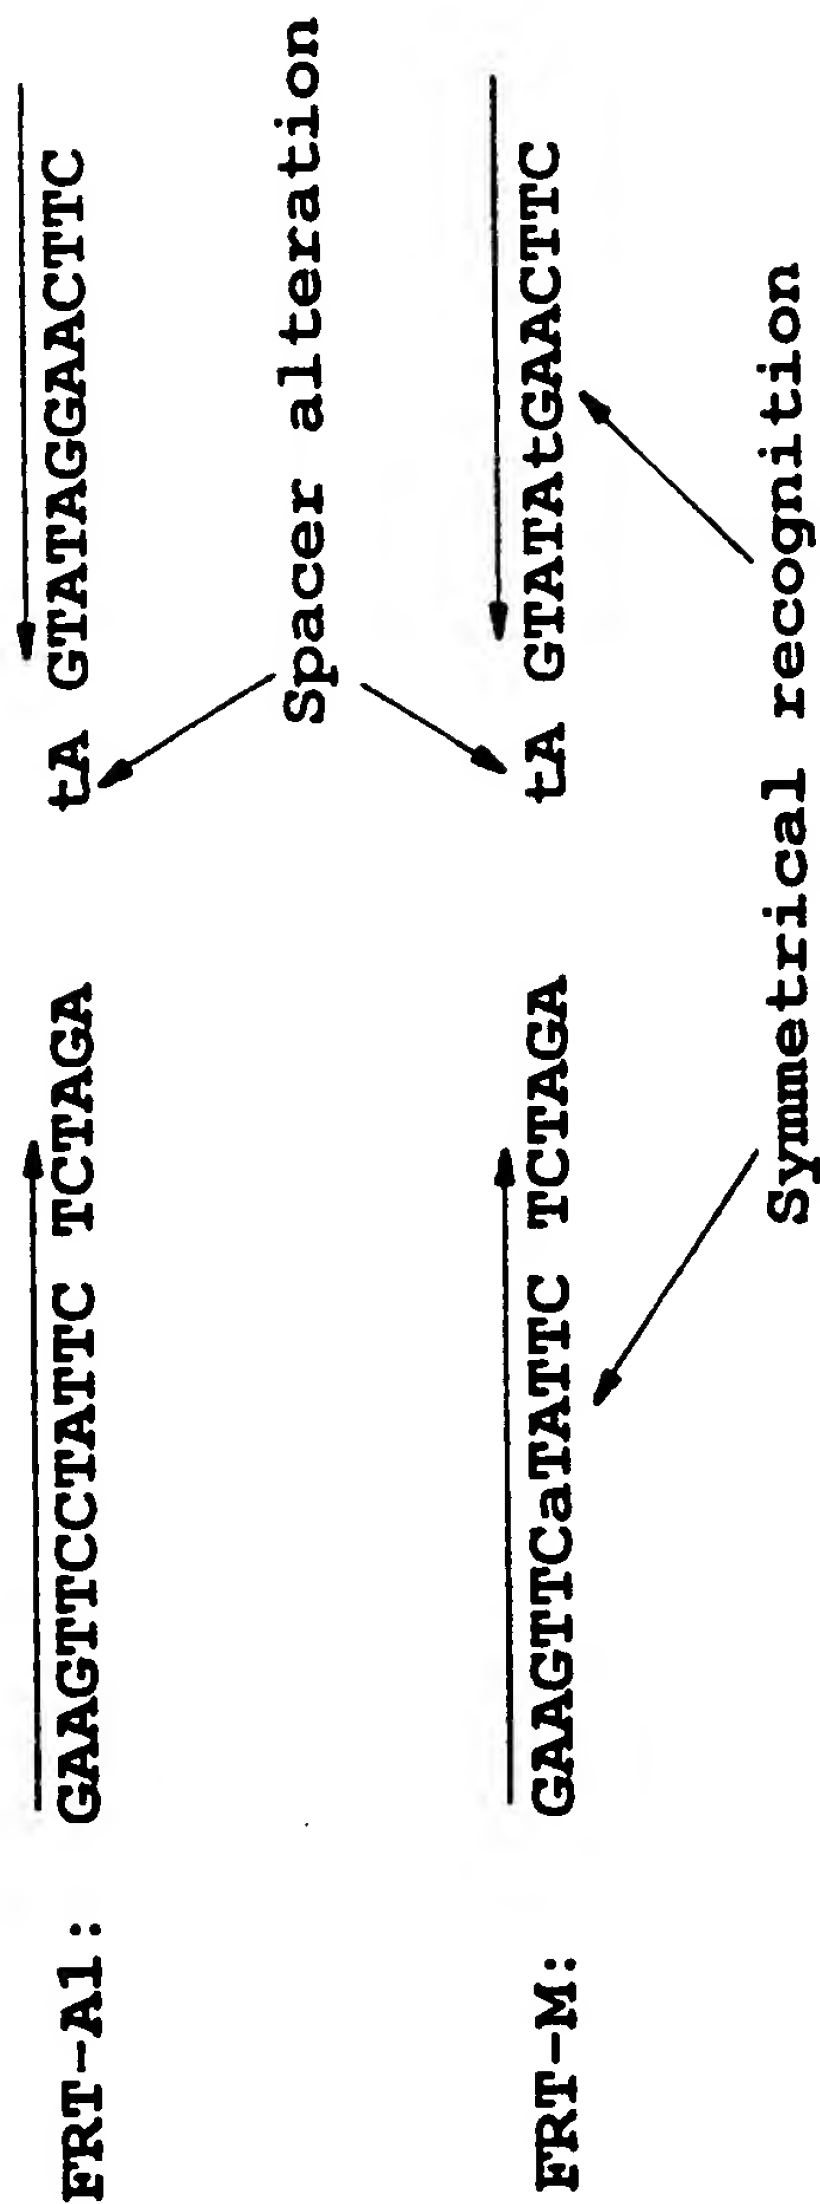 FRT-A1: GAAGTTCCTATTC TCTAGA tA GTATAGGAACTTC
Spacer alteration
FRT-M: GAAGTTCaTATTC TCTAGA tA GTATAtGAACTTC
Symmetrical recognition